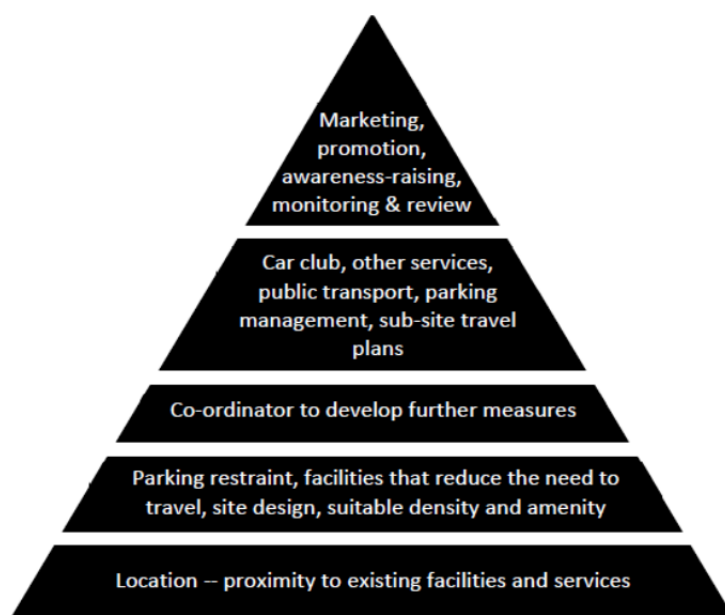 Marketing,
promotion,
awareness-raising,
monitoring & review
Car club, other services,
public transport, parking
management, sub-site travel
plans
Co-ordinator to develop further measures
Parking restraint, facilities that reduce the need to
travel, site design, suitable density and amenity
Location -- proximity to existing facilities and services